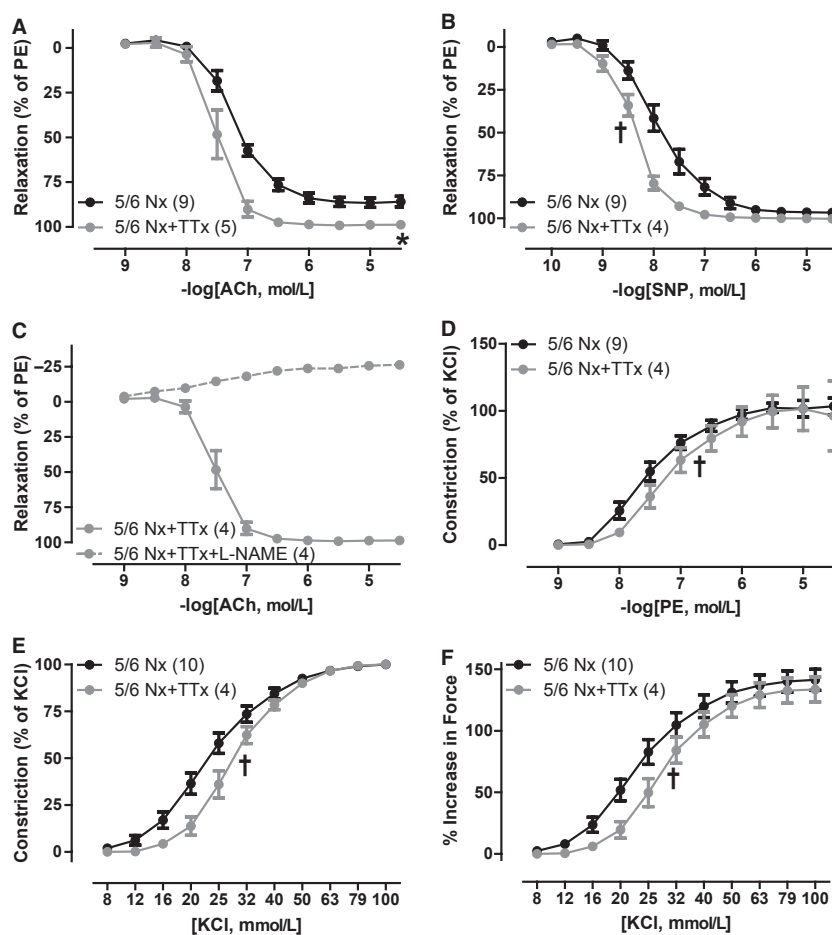 A
Relaxation (% of PE)
0
25
50
75
100
5/6 Nx (9)
5/6 Nx+TTx (5)
*
9 8 7 6 5
-log[ACh, mol/L]
B
Relaxation (% of PE)
0
25
50
75
100
†
5/6 Nx (9)
5/6 Nx+TTx (4)
10 9 8 7 6 5
-log[SNP, mol/L]
C
Relaxation (% of PE)
–25
0
25
50
75
100
5/6 Nx+TTx (4)
5/6 Nx+TTx+L-NAME (4)
9 8 7 6 5
-log[ACh, mol/L]
D
Constriction (% of KCl)
150
100
50
0
5/6 Nx (9)
5/6 Nx+TTx (4)
†
9 8 7 6 5
-log[PE, mol/L]
E
Constriction (% of KCl)
100
75
50
25
0
5/6 Nx (10)
5/6 Nx+TTx (4)
†
8 12 16 20 25 32 40 50 63 79 100
[KCl, mmol/L]
F
% Increase in Force
150
100
50
0
5/6 Nx (10)
5/6 Nx+TTx (4)
†
8 12 16 20 25 32 40 50 63 79 100
[KCl, mmol/L]